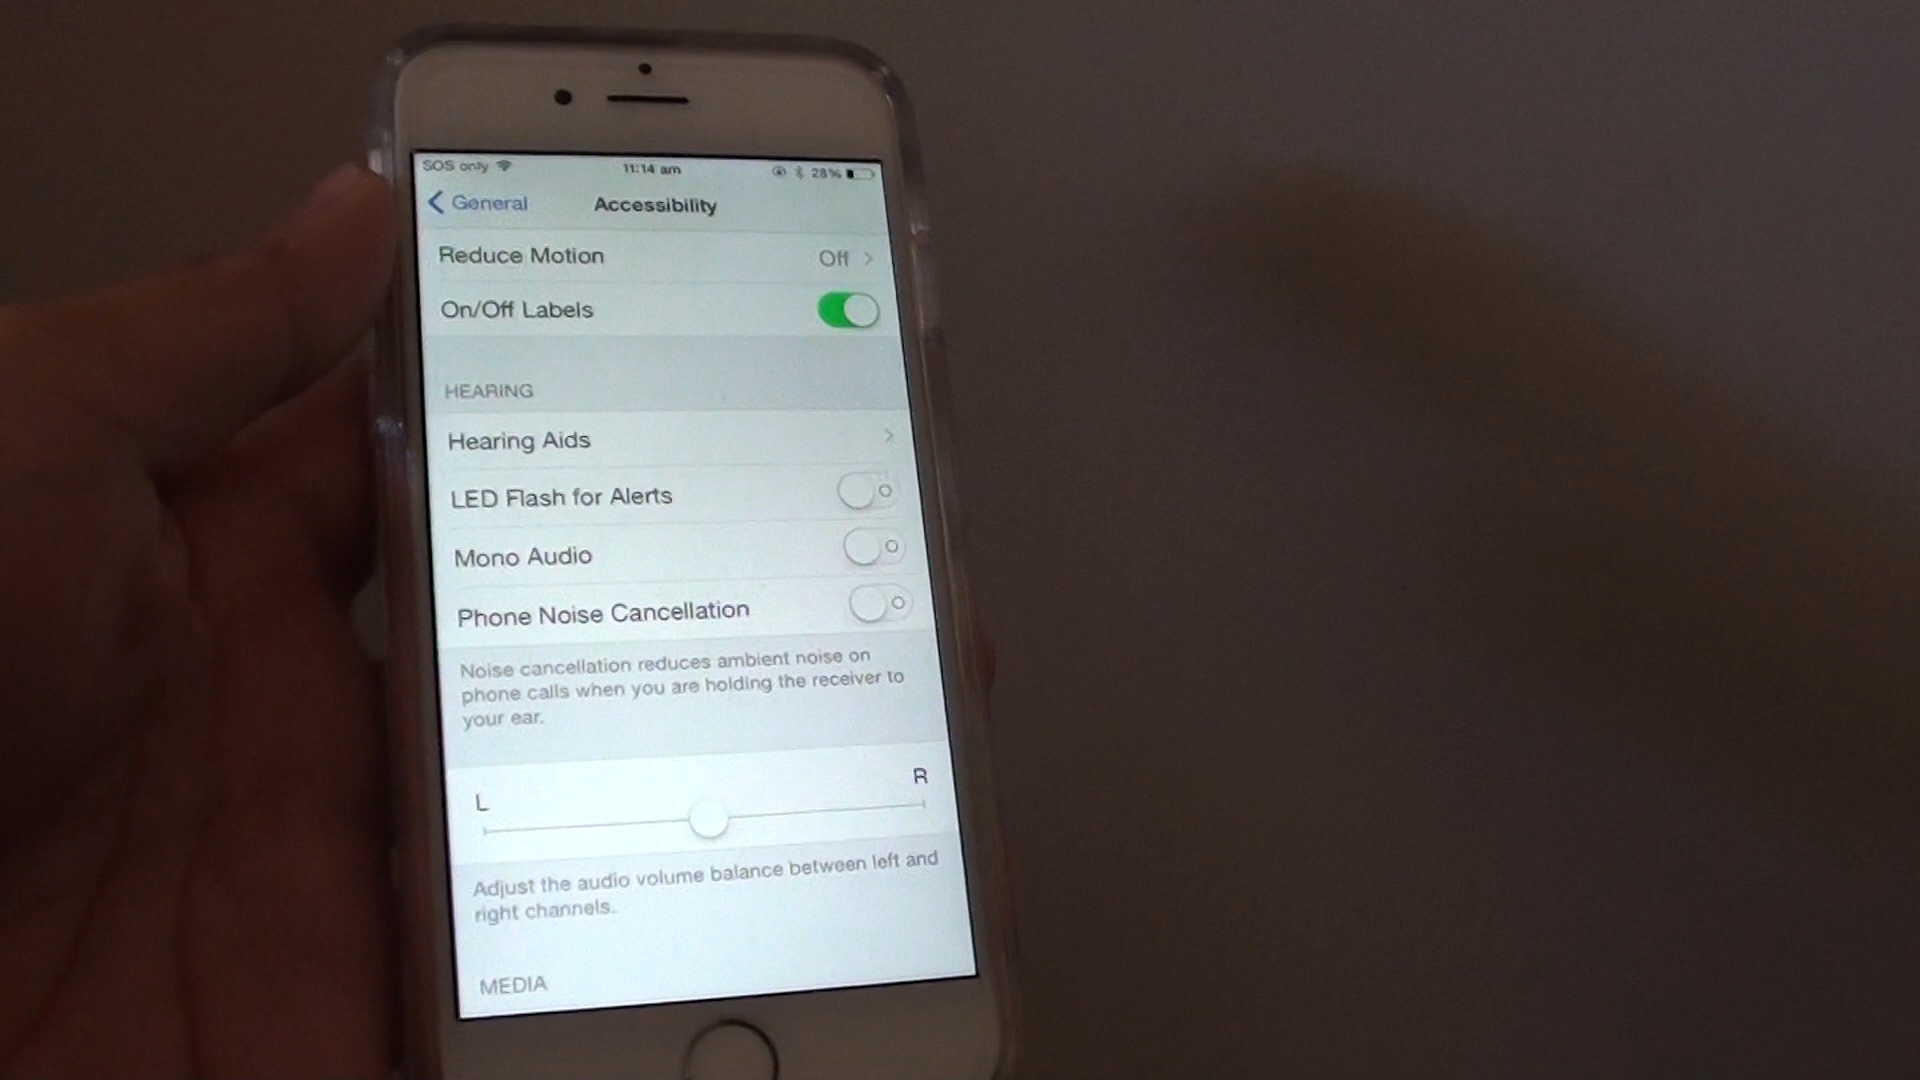 SOS only 11:14 am 28%
General Accessibility
Reduce Motion Off
On/Off Labels
HEARING
Hearing Aids
LED Flash for Alerts
Mono Audio
Phone Noise Cancellation
Noise cancellation reduces ambient noise on
phone calls when you are holding the receiver to
your ear.
L R
Adjust the audio volume balance between left and
right channels.
MEDIA